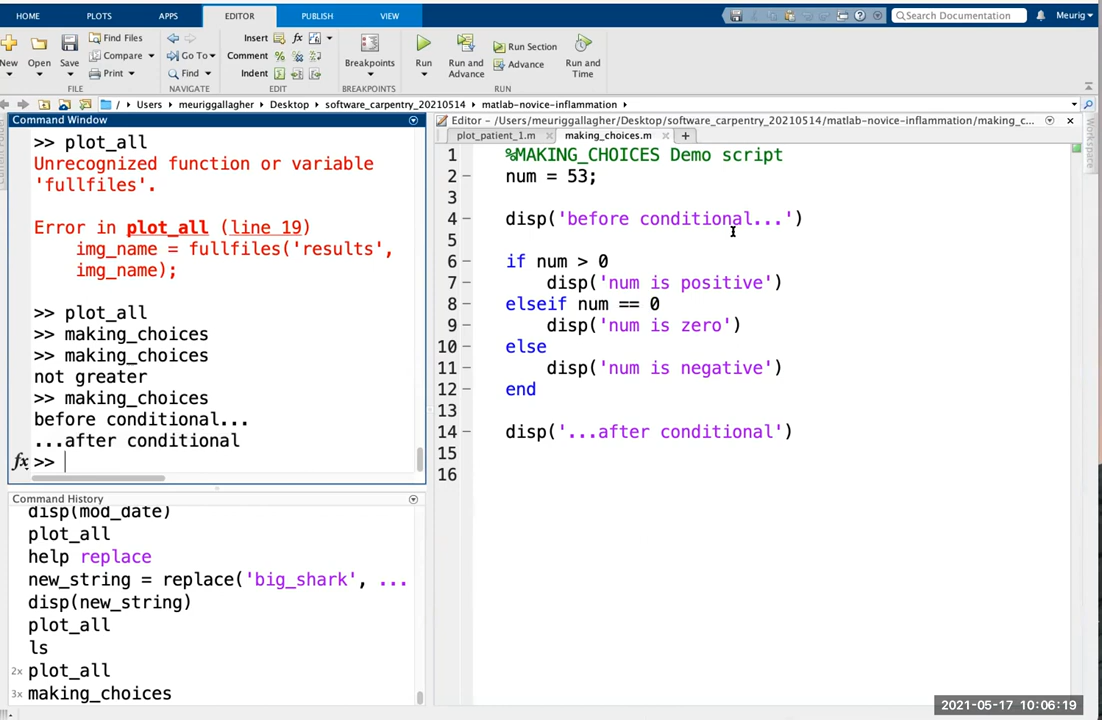 HOME PLOTS APPS EDITOR PUBLISH VIEW
Search Documentation
Meurig
New Open Save
Find Files
Compare
Print
FILE
Go To
Find
NAVIGATE
Insert fx
Comment %
Indent
EDIT
Breakpoints
BREAKPOINTS
Run
Run and Advance
Run Section
Advance
Run and Time
RUN
/ Users meuriggallagher Desktop software_carpentry_20210514 matlab-novice-inflammation
Command Window
>> plot_all
Unrecognized function or variable
'fullfiles'.
Error in plot_all (line 19)
img_name = fullfiles('results',
img_name);
>> plot_all
>> making_choices
>> making_choices
not greater
>> making_choices
before conditional...
...after conditional
fx >>
Command History
disp(mod_date)
plot_all
help replace
new_string = replace('big_shark', ...
disp(new_string)
plot_all
ls
2x plot_all
3x making_choices
Editor - /Users/meuriggallagher/Desktop/software_carpentry_20210514/matlab-novice-inflammation/making_c...
plot_patient_1.m making_choices.m
1 %MAKING_CHOICES Demo script
2 num = 53;
3
4 disp('before conditional...')
5
6 if num > 0
7 disp('num is positive')
8 elseif num == 0
9 disp('num is zero')
10 else
11 disp('num is negative')
12 end
13
14 disp('...after conditional')
15
16
Workspace
2021-05-17 10:06:19